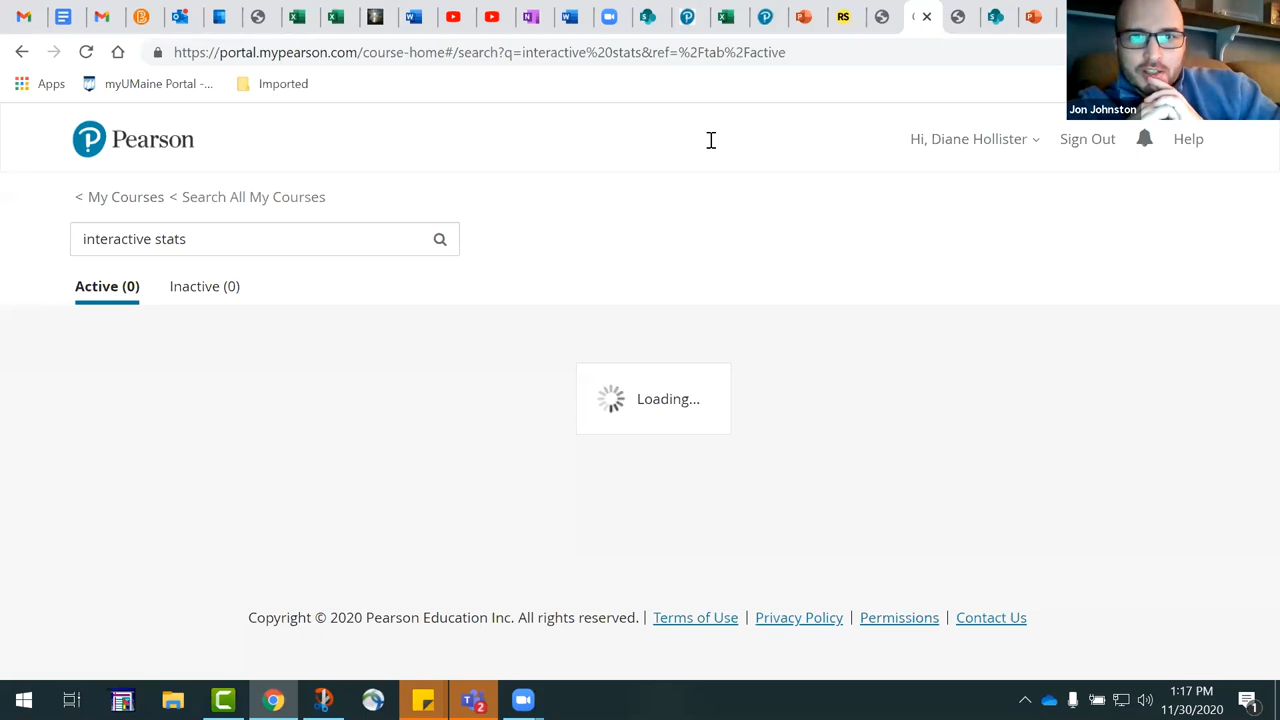 https://portal.mypearson.com/course-home#/search?q=interactive%20stats&ref=%2Ftab%2Factive
Apps myUMaine Portal -... Imported
Jon Johnston
Pearson
Hi, Diane Hollister Sign Out Help
< My Courses < Search All My Courses
interactive stats
Active (0) Inactive (0)
Loading...
Copyright © 2020 Pearson Education Inc. All rights reserved. | Terms of Use | Privacy Policy | Permissions | Contact Us
1:17 PM
11/30/2020